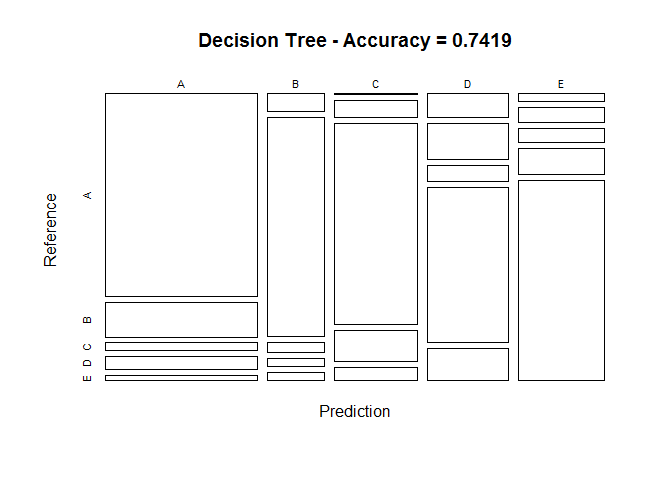 Decision Tree - Accuracy = 0.7419
A B C D E
Reference
A
B
C
D
E
Prediction